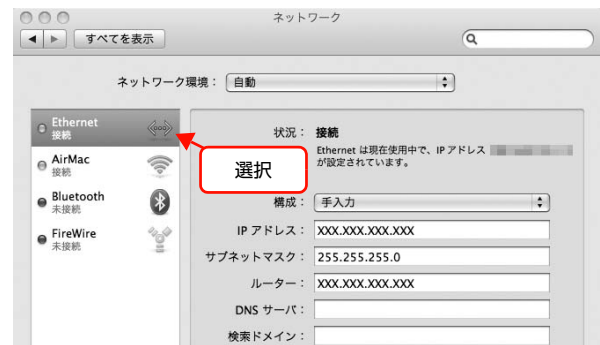 ネットワーク
すべてを表示
ネットワーク環境： 自動
Ethernet
接続
AirMac
接続
Bluetooth
未接続
FireWire
未接続
選択
状況： 接続
Ethernet は現在使用中で、IP アドレス
が設定されています。
構成： 手入力
IP アドレス： XXX.XXX.XXX.XXX
サブネットマスク： 255.255.255.0
ルーター： XXX.XXX.XXX.XXX
DNS サーバ：
検索ドメイン：